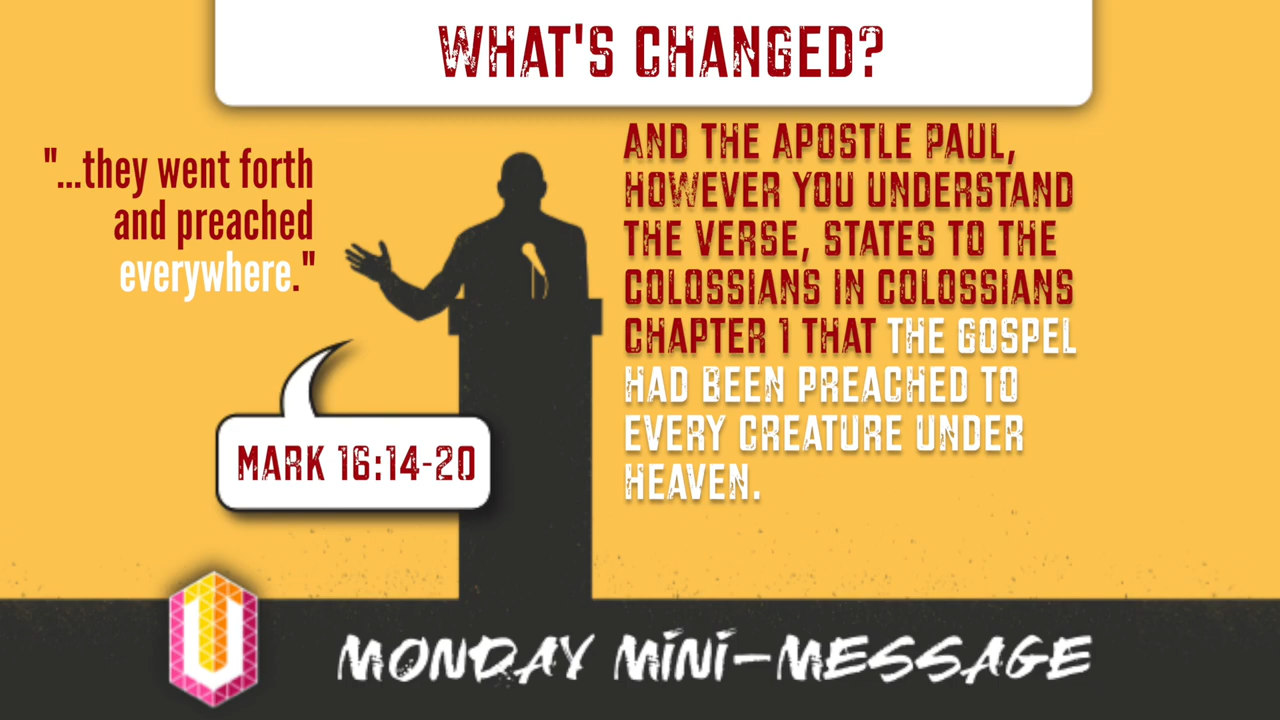 WHAT'S CHANGED?
"...they went forth
and preached
everywhere."
MARK 16:14-20
AND THE APOSTLE PAUL,
HOWEVER YOU UNDERSTAND
THE VERSE, STATES TO THE
COLOSSIANS IN COLOSSIANS
CHAPTER 1 THAT THE GOSPEL
HAD BEEN PREACHED TO
EVERY CREATURE UNDER
HEAVEN.
U
MONDAY MINI-MESSAGE